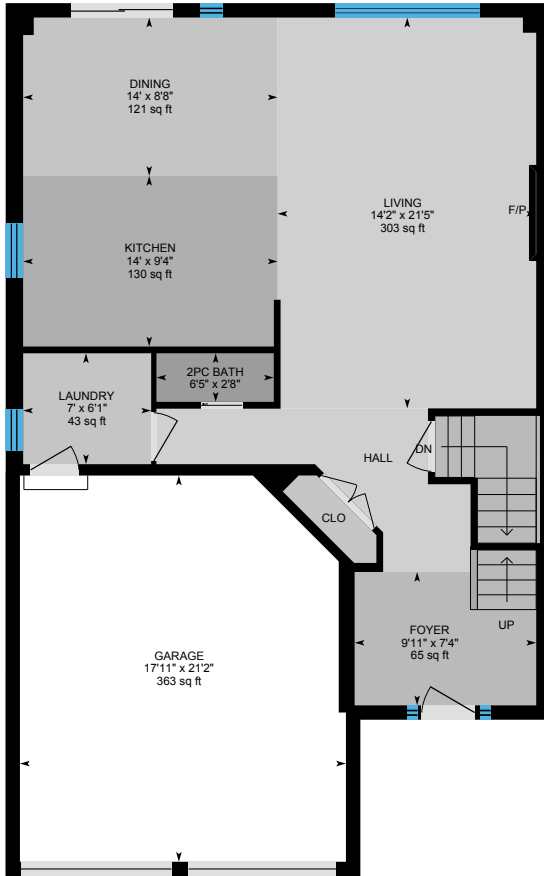 DINING
14' x 8'8"
121 sq ft
LIVING
14'2" x 21'5"
303 sq ft
F/P
KITCHEN
14' x 9'4"
130 sq ft
2PC BATH
6'5" x 2'8"
LAUNDRY
7' x 6'1"
43 sq ft
HALL
DN
CLO
FOYER
9'11" x 7'4"
65 sq ft
UP
GARAGE
17'11" x 21'2"
363 sq ft